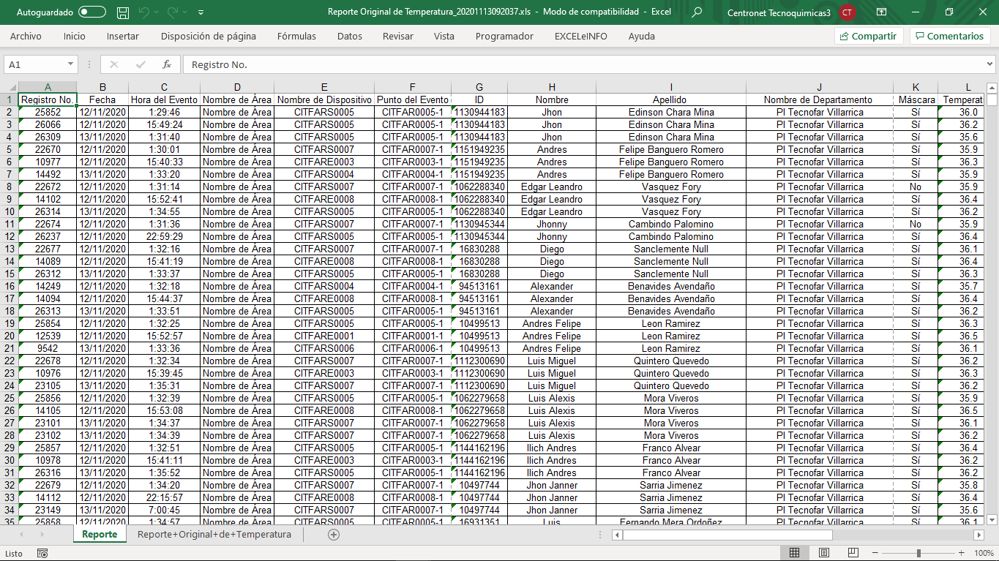 Autoguardado
Reporte Original de Temperatura_20201113092037.xls - Modo de compatibilidad - Excel
Centronet Tecnoquimicas3 CT
Archivo Inicio Insertar Disposición de página Fórmulas Datos Revisar Vista Programador EXCELeINFO Ayuda Compartir Comentarios
A1 fx Registro No.
A B C D E F G H I J K L
1 Registro No. Fecha Hora del Evento Nombre de Área Nombre de Dispositivo Punto del Evento ID Nombre Apellido Nombre de Departamento Máscara Temperat
2 25852 12/11/2020 1:29:46 Nombre de Área CITFARS0005 CITFAR0005-1 1130944183 Jhon Edinson Chara Mina Pl Tecnofar Villarrica Sí 36.0
3 26066 12/11/2020 15:49:24 Nombre de Área CITFARS0005 CITFAR0005-1 1130944183 Jhon Edinson Chara Mina Pl Tecnofar Villarrica Sí 36.2
4 26309 13/11/2020 1:31:40 Nombre de Área CITFARS0005 CITFAR0005-1 1130944183 Jhon Edinson Chara Mina Pl Tecnofar Villarrica Sí 35.6
5 22670 12/11/2020 1:30:01 Nombre de Área CITFARS0007 CITFAR0007-1 1151949235 Andres Felipe Banguero Romero Pl Tecnofar Villarrica Sí 35.9
6 10977 12/11/2020 15:40:33 Nombre de Área CITFARE0003 CITFAR0003-1 1151949235 Andres Felipe Banguero Romero Pl Tecnofar Villarrica Sí 36.3
7 14492 13/11/2020 1:33:20 Nombre de Área CITFARS0004 CITFAR0004-1 1151949235 Andres Felipe Banguero Romero Pl Tecnofar Villarrica Sí 35.9
8 22672 12/11/2020 1:31:14 Nombre de Área CITFARS0007 CITFAR0007-1 1062288340 Edgar Leandro Vasquez Fory Pl Tecnofar Villarrica No 35.9
9 14102 12/11/2020 15:52:41 Nombre de Área CITFARE0008 CITFAR0008-1 1062288340 Edgar Leandro Vasquez Fory Pl Tecnofar Villarrica Sí 36.4
10 26314 13/11/2020 1:34:55 Nombre de Área CITFARS0005 CITFAR0005-1 1062288340 Edgar Leandro Vasquez Fory Pl Tecnofar Villarrica Sí 36.2
11 22674 12/11/2020 1:31:36 Nombre de Área CITFARS0007 CITFAR0007-1 1130945344 Jhonny Cambindo Palomino Pl Tecnofar Villarrica No 35.9
12 26237 12/11/2020 22:59:29 Nombre de Área CITFARS0005 CITFAR0005-1 1130945344 Jhonny Cambindo Palomino Pl Tecnofar Villarrica Sí 36.4
13 22677 12/11/2020 1:32:16 Nombre de Área CITFARS0007 CITFAR0007-1 16830288 Diego Sanclemente Null Pl Tecnofar Villarrica Sí 36.1
14 14089 12/11/2020 15:41:19 Nombre de Área CITFARE0008 CITFAR0008-1 16830288 Diego Sanclemente Null Pl Tecnofar Villarrica Sí 36.4
15 26312 13/11/2020 1:33:37 Nombre de Área CITFARS0005 CITFAR0005-1 16830288 Diego Sanclemente Null Pl Tecnofar Villarrica Sí 36.3
16 14249 12/11/2020 1:32:18 Nombre de Área CITFARS0004 CITFAR0004-1 94513161 Alexander Benavides Avendaño Pl Tecnofar Villarrica Sí 35.7
17 14094 12/11/2020 15:44:37 Nombre de Área CITFARE0008 CITFAR0008-1 94513161 Alexander Benavides Avendaño Pl Tecnofar Villarrica Sí 36.4
18 26313 13/11/2020 1:33:51 Nombre de Área CITFARS0005 CITFAR0005-1 94513161 Alexander Benavides Avendaño Pl Tecnofar Villarrica Sí 36.2
19 25854 12/11/2020 1:32:25 Nombre de Área CITFARS0005 CITFAR0005-1 10499513 Andres Felipe Leon Ramirez Pl Tecnofar Villarrica Sí 36.3
20 12539 12/11/2020 15:52:57 Nombre de Área CITFARE0001 CITFAR0001-1 10499513 Andres Felipe Leon Ramirez Pl Tecnofar Villarrica Sí 36.5
21 9542 13/11/2020 1:33:36 Nombre de Área CITFARS0006 CITFAR0006-1 10499513 Andres Felipe Leon Ramirez Pl Tecnofar Villarrica Sí 36.1
22 22678 12/11/2020 1:32:34 Nombre de Área CITFARS0007 CITFAR0007-1 1112300690 Luis Miguel Quintero Quevedo Pl Tecnofar Villarrica Sí 36.2
23 10976 12/11/2020 15:39:45 Nombre de Área CITFARE0003 CITFAR0003-1 1112300690 Luis Miguel Quintero Quevedo Pl Tecnofar Villarrica Sí 36.3
24 23105 13/11/2020 1:35:31 Nombre de Área CITFARS0007 CITFAR0007-1 1112300690 Luis Miguel Quintero Quevedo Pl Tecnofar Villarrica Sí 36.2
25 25856 12/11/2020 1:32:39 Nombre de Área CITFARS0005 CITFAR0005-1 1062279658 Luis Alexis Mora Viveros Pl Tecnofar Villarrica Sí 35.9
26 14105 12/11/2020 15:53:08 Nombre de Área CITFARE0008 CITFAR0008-1 1062279658 Luis Alexis Mora Viveros Pl Tecnofar Villarrica Sí 36.5
27 23101 13/11/2020 1:34:37 Nombre de Área CITFARS0007 CITFAR0007-1 1062279658 Luis Alexis Mora Viveros Pl Tecnofar Villarrica Sí 36.1
28 23102 13/11/2020 1:34:39 Nombre de Área CITFARS0007 CITFAR0007-1 1062279658 Luis Alexis Mora Viveros Pl Tecnofar Villarrica Sí 36.2
29 25857 12/11/2020 1:32:51 Nombre de Área CITFARS0005 CITFAR0005-1 1144162196 Ilich Andres Franco Alvear Pl Tecnofar Villarrica Sí 36.4
30 10978 12/11/2020 15:41:11 Nombre de Área CITFARE0003 CITFAR0003-1 1144162196 Ilich Andres Franco Alvear Pl Tecnofar Villarrica Sí 36.2
31 26316 13/11/2020 1:35:52 Nombre de Área CITFARS0005 CITFAR0005-1 1144162196 Ilich Andres Franco Alvear Pl Tecnofar Villarrica Sí 36.2
32 22679 12/11/2020 1:34:20 Nombre de Área CITFARS0007 CITFAR0007-1 10497744 Jhon Janner Sarria Jimenez Pl Tecnofar Villarrica Sí 35.8
33 14112 12/11/2020 22:15:57 Nombre de Área CITFARE0008 CITFAR0008-1 10497744 Jhon Janner Sarria Jimenez Pl Tecnofar Villarrica Sí 36.4
34 23149 13/11/2020 7:00:45 Nombre de Área CITFARS0007 CITFAR0007-1 10497744 Jhon Janner Sarria Jimenez Pl Tecnofar Villarrica Sí 35.6
35 25858 12/11/2020 1:34:57 Nombre de Área CITFARS0005 CITFAR0005-1 16931351 Luis Fernando Mera Ordoñez Pl Tecnofar Villarrica Sí 36.1
Reporte Reporte+Original+de+Temperatura
Listo 100%